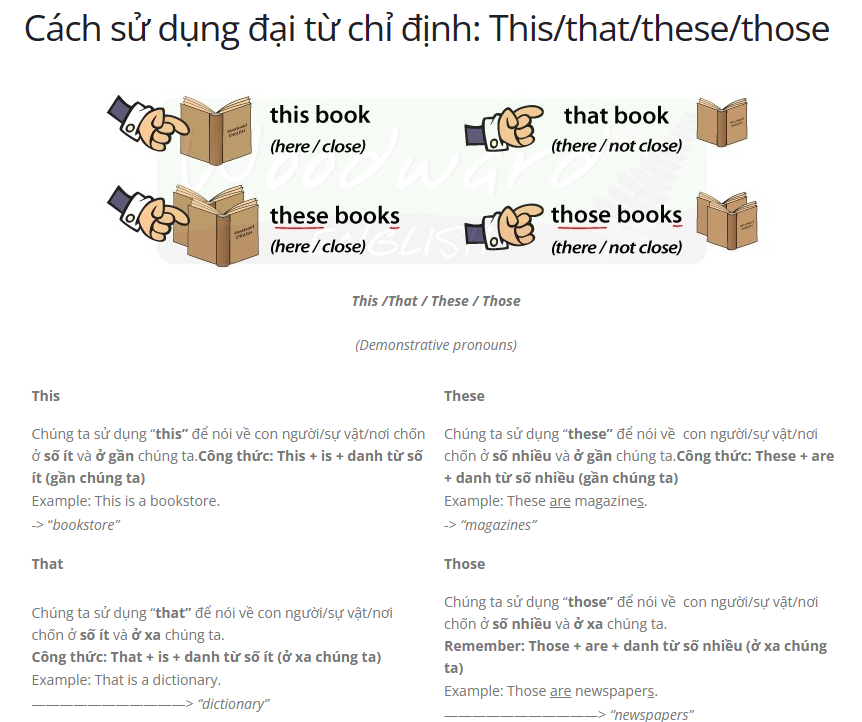 Cách sử dụng đại từ chỉ định: This/that/these/those
this book
(here / close)
that book
(there / not close)
these books
(here / close)
those books
(there / not close)
Woodward
ENGLISH
This /That / These / Those
(Demonstrative pronouns)
This
Chúng ta sử dụng “this” để nói về con người/sự vật/nơi chốn
ở số ít và ở gần chúng ta.Công thức: This + is + danh từ số
ít (gần chúng ta)
Example: This is a bookstore.
-> “bookstore”
That
Chúng ta sử dụng “that” để nói về con người/sự vật/nơi
chốn ở số ít và ở xa chúng ta.
Công thức: That + is + danh từ số ít (ở xa chúng ta)
Example: That is a dictionary.
———————————> “dictionary”
These
Chúng ta sử dụng “these” để nói về  con người/sự vật/nơi
chốn ở số nhiều và ở gần chúng ta.Công thức: These + are
+ danh từ số nhiều (gần chúng ta)
Example: These are magazines.
-> “magazines”
Those
Chúng ta sử dụng “those” để nói về  con người/sự vật/nơi
chốn ở số nhiều và ở xa chúng ta.
Remember: Those + are + danh từ số nhiều (ở xa chúng
ta)
Example: Those are newspapers.
———————————> “newspapers”